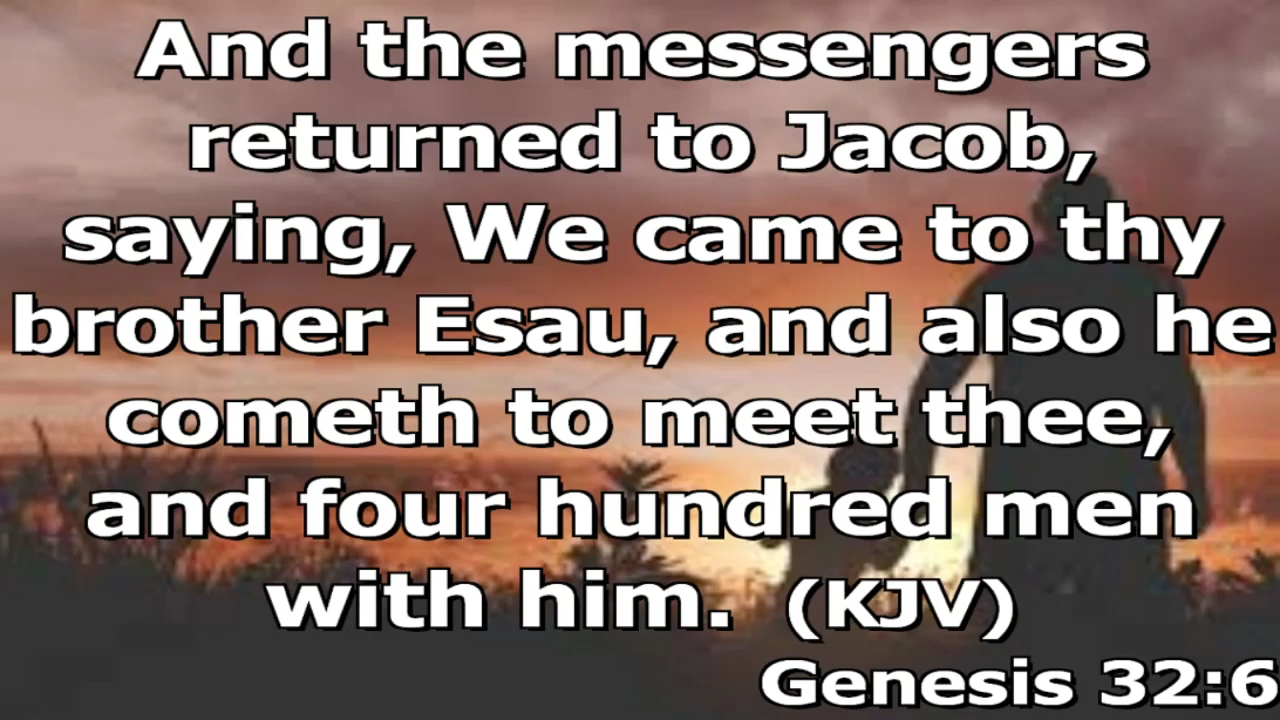 And the messengers
returned to Jacob,
saying, We came to thy
brother Esau, and also he
cometh to meet thee,
and four hundred men
with him. (KJV)
Genesis 32:6